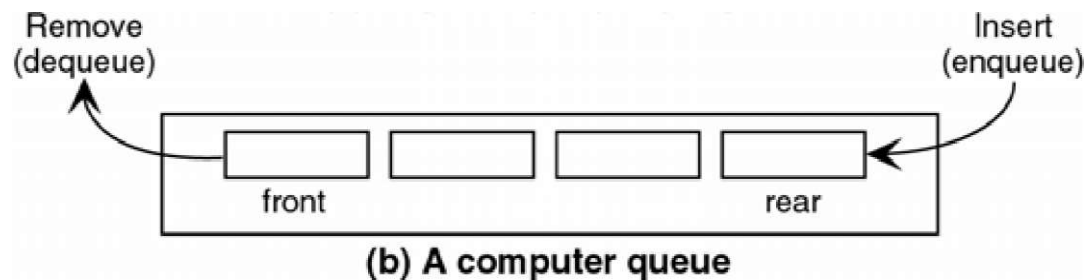 Remove
(dequeue)
Insert
(enqueue)
front
rear
(b) A computer queue